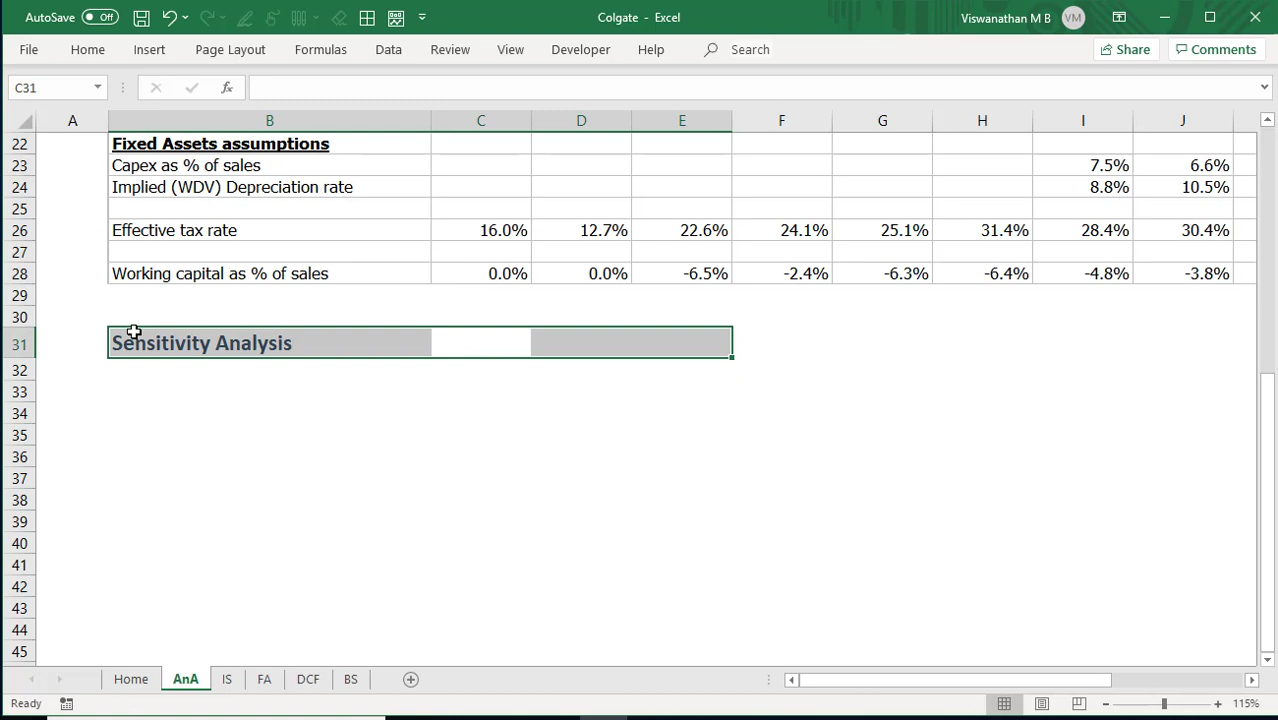 AutoSave Off Colgate - Excel Viswanathan M B VM
File Home Insert Page Layout Formulas Data Review View Developer Help Search Share Comments
C31 fx
A B C D E F G H I J
22 Fixed Assets assumptions
23 Capex as % of sales 7.5% 6.6%
24 Implied (WDV) Depreciation rate 8.8% 10.5%
25
26 Effective tax rate 16.0% 12.7% 22.6% 24.1% 25.1% 31.4% 28.4% 30.4%
27
28 Working capital as % of sales 0.0% 0.0% -6.5% -2.4% -6.3% -6.4% -4.8% -3.8%
29
30
31 Sensitivity Analysis
32
33
34
35
36
37
38
39
40
41
42
43
44
45
Home AnA IS FA DCF BS
Ready 115%